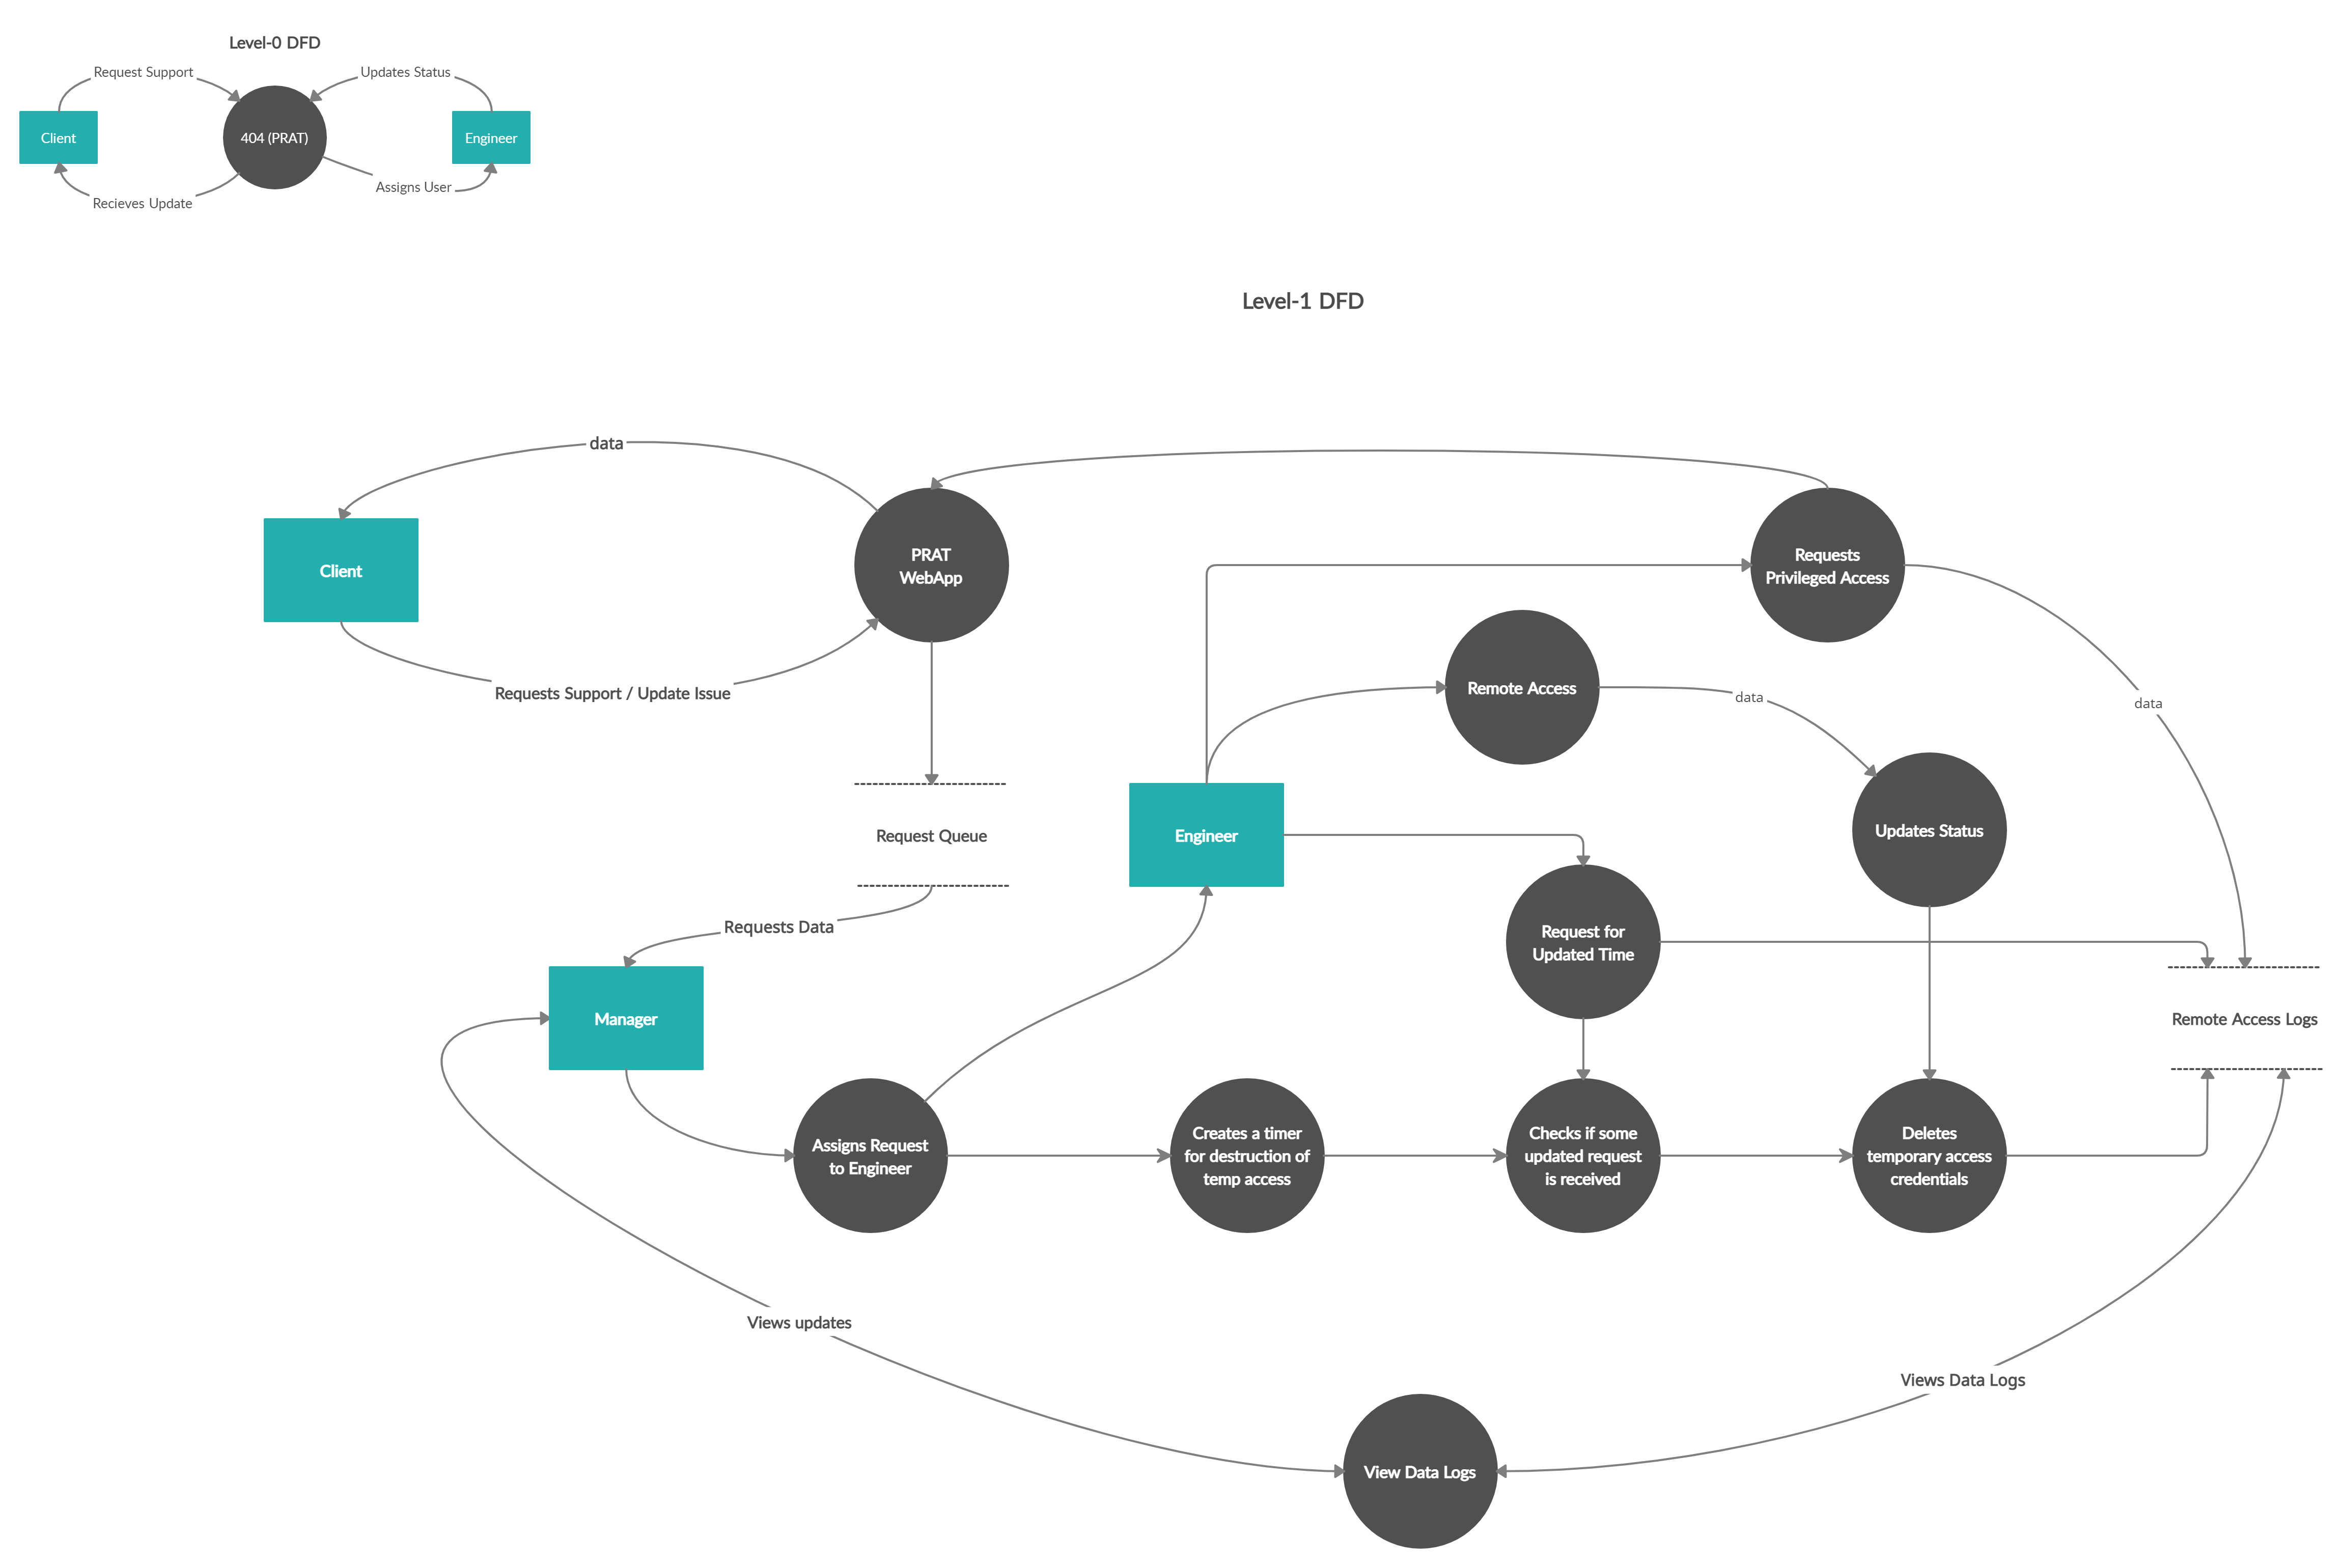 Level-0 DFD
Request Support
Updates Status
Client
404 (PRAT)
Engineer
Assigns User
Recieves Update
Level-1 DFD
data
Client
PRAT
WebApp
Requests
Privileged Access
Requests Support / Update Issue
Remote Access
data
data
Request Queue
Engineer
Updates Status
Requests Data
Request for
Updated Time
Manager
Remote Access Logs
Assigns Request
to Engineer
Creates a timer
for destruction of
temp access
Checks if some
updated request
is received
Deletes
temporary access
credentials
Views updates
Views Data Logs
View Data Logs